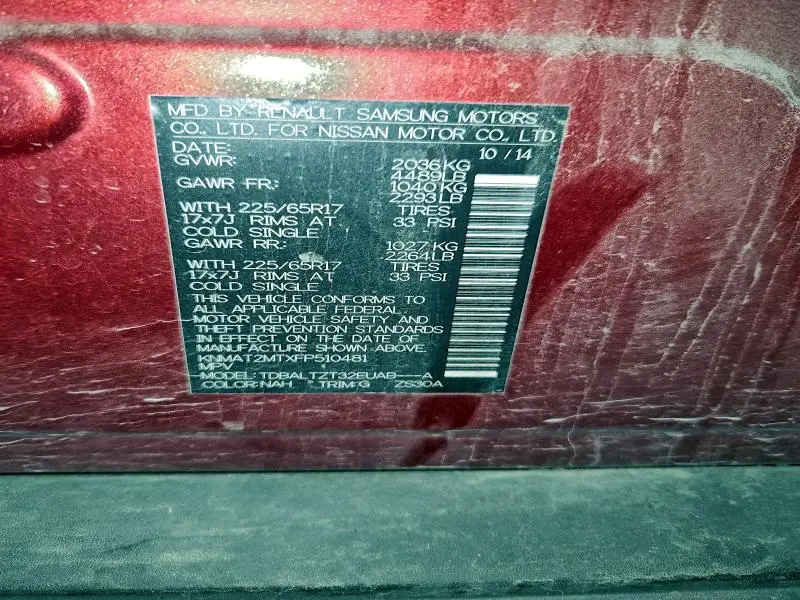 MFD BY RENAULT SAMSUNG MOTORS
CO., LTD. FOR NISSAN MOTOR CO., LTD.
DATE: 10/14
GVWR: 2036KG
4489LB
GAWR FR: 1040KG
2293LB
WITH 225/65R17 TIRES
17x7J RIMS AT 33 PSI
COLD SINGLE
GAWR RR: 1027KG
2264LB
WITH 225/65R17 TIRES
17x7J RIMS AT 33 PSI
COLD SINGLE
THIS VEHICLE CONFORMS TO
ALL APPLICABLE FEDERAL
MOTOR VEHICLE SAFETY AND
THEFT PREVENTION STANDARDS
IN EFFECT ON THE DATE OF
MANUFACTURE SHOWN ABOVE.
KNMAT2MTXFP510481
MPV
MODEL: TDBALTZT32EUAB---A
COLOR:NAH TRIM:G ZS30A